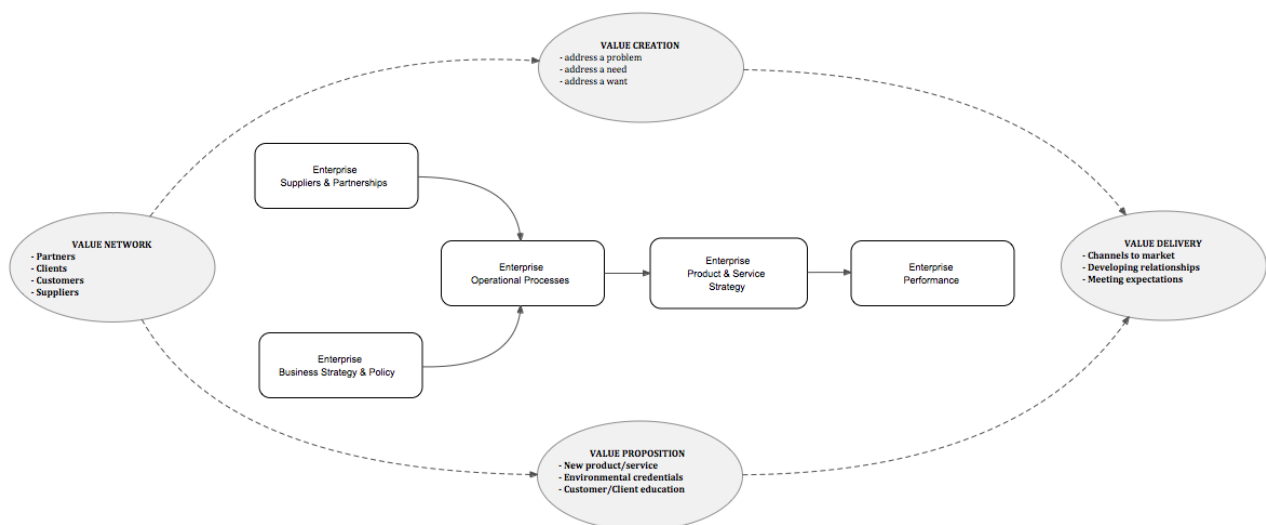 VALUE CREATION
- address a problem
- address a need
- address a want
Enterprise
Suppliers & Partnerships
VALUE NETWORK
- Partners
- Clients
- Customers
- Suppliers
Enterprise
Operational Processes
Enterprise
Product & Service
Strategy
Enterprise
Performance
VALUE DELIVERY
- Channels to market
- Developing relationships
- Meeting expectations
Enterprise
Business Strategy & Policy
VALUE PROPOSITION
- New product/service
- Environmental credentials
- Customer/Client education